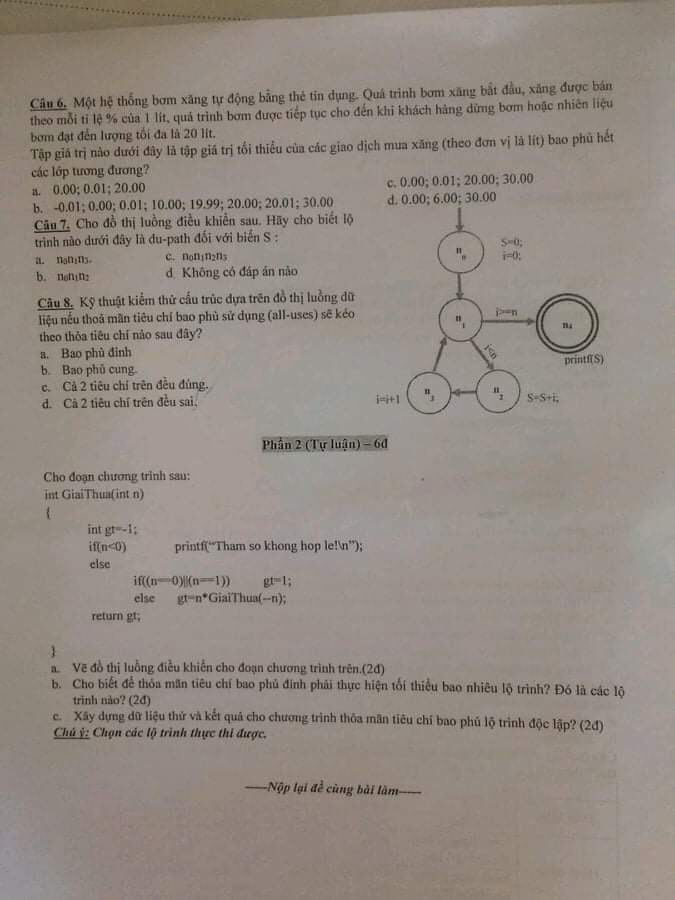 Câu 6. Một hệ thống bơm xăng tự động bằng thẻ tín dụng. Quá trình bơm xăng bắt đầu, xăng được bán
theo mỗi tỉ lệ % của 1 lít, quá trình bơm được tiếp tục cho đến khi khách hàng dừng bơm hoặc nhiên liệu
bơm đạt đến lượng tối đa là 20 lít.
Tập giá trị nào dưới đây là tập giá trị tối thiểu của các giao dịch mua xăng (theo đơn vị là lít) bao phủ hết
các lớp tương đương?
a. 0.00; 0.01; 20.00
c. 0.00; 0.01; 20.00; 30.00
b. -0.01; 0.00; 0.01; 10.00; 19.99; 20.00; 20.01; 30.00
d. 0.00; 6.00; 30.00
Câu 7. Cho đồ thị luồng điều khiển sau. Hãy cho biết lộ
trình nào dưới đây là du-path đối với biến S :
a. n₀n₁n₃.
c. n₀n₁n₂n₃
b. n₀n₁n₂
d Không có đáp án nào
Câu 8. Kỹ thuật kiểm thử cấu trúc dựa trên đồ thị luồng dữ
liệu nếu thoả mãn tiêu chí bao phủ sử dụng (all-uses) sẽ kéo
theo thỏa tiêu chí nào sau đây?
a. Bao phủ đỉnh
b. Bao phủ cung.
c. Cả 2 tiêu chí trên đều đúng.
d. Cả 2 tiêu chí trên đều sai.
n₀
S=0;
i=0;
n₁
i>=n
n₄
printf(S)
i<n
i=i+1
n₃
n₂
S=S+i;
Phần 2 (Tự luận) – 6đ
Cho đoạn chương trình sau:
int GiaiThua(int n)
{
int gt=-1;
if(n<0) printf("Tham so khong hop le!\n");
else
if((n==0)||(n==1)) gt=1;
else gt=n*GiaiThua(--n);
return gt;
}
a. Vẽ đồ thị luồng điều khiển cho đoạn chương trình trên.(2đ)
b. Cho biết để thỏa mãn tiêu chí bao phủ đỉnh phải thực hiện tối thiểu bao nhiêu lộ trình? Đó là các lộ
trình nào? (2đ)
c. Xây dựng dữ liệu thử và kết quả cho chương trình thỏa mãn tiêu chí bao phủ lộ trình độc lập? (2đ)
Chú ý: Chọn các lộ trình thực thi được.
-----Nộp lại đề cùng bài làm-----